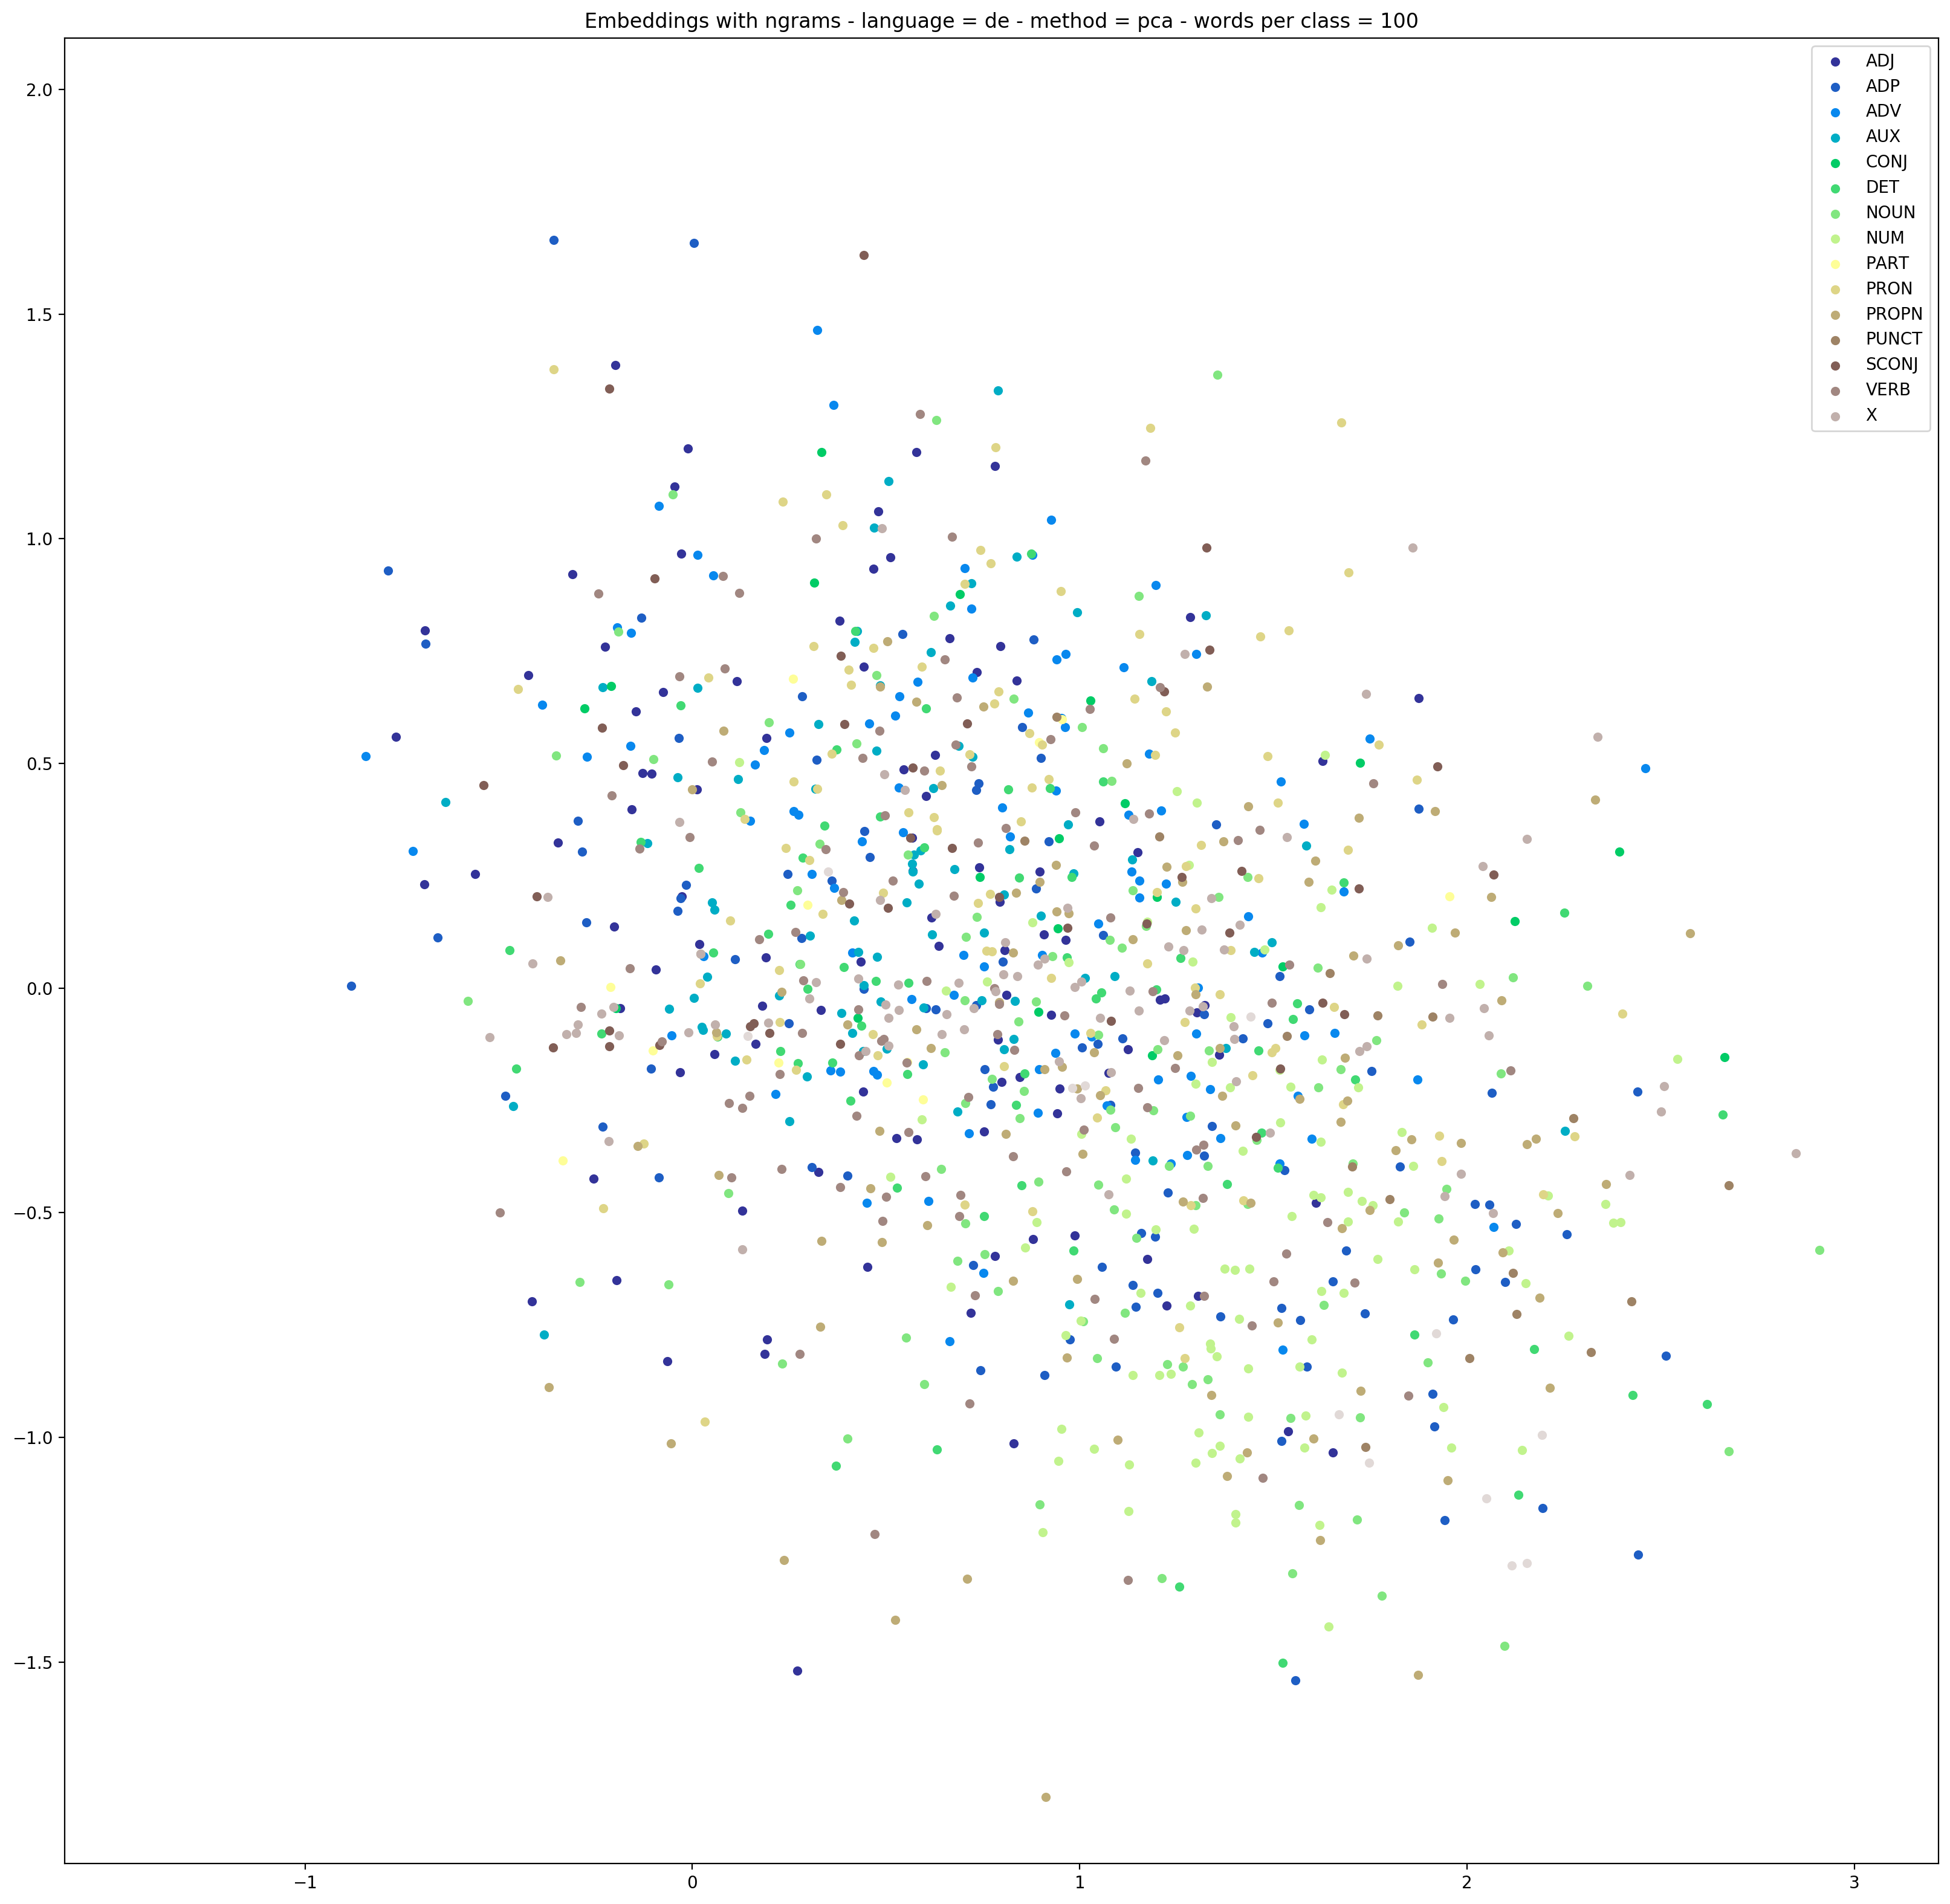 Embeddings with ngrams - language = de - method = pca - words per class = 100
ADJ
ADP
ADV
AUX
CONJ
DET
NOUN
NUM
PART
PRON
PROPN
PUNCT
SCONJ
VERB
X
2.0
1.5
1.0
0.5
0.0
−0.5
−1.0
−1.5
−1
0
1
2
3